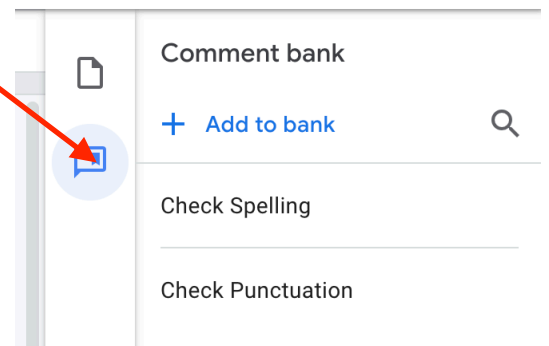 Comment bank
+ Add to bank
Check Spelling
Check Punctuation